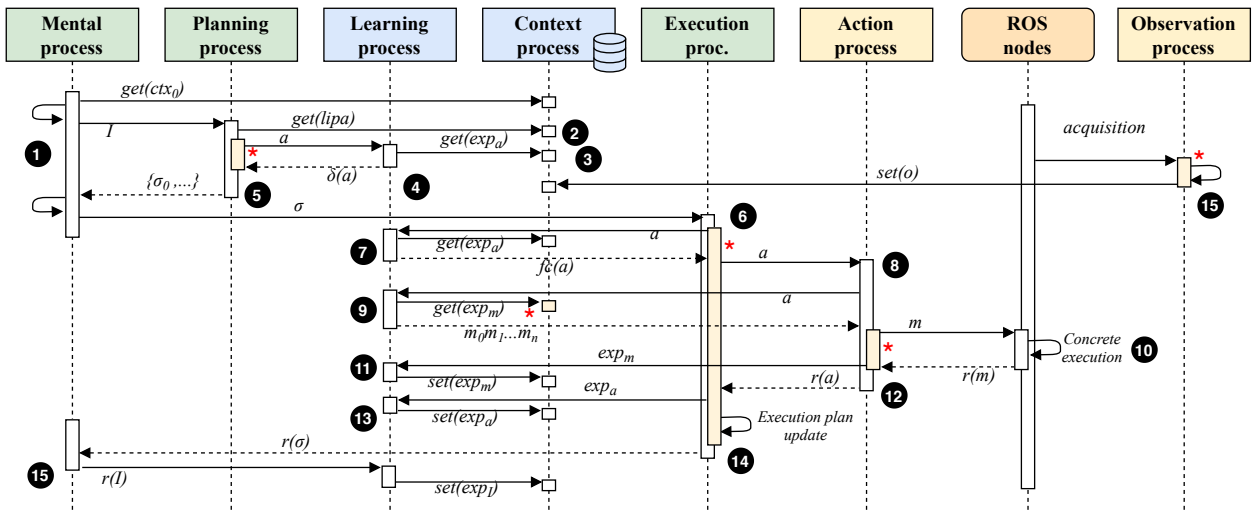 Mental process
Planning process
Learning process
Context process
Execution proc.
Action process
ROS nodes
Observation process
get(ctx₀)
I
get(lipa)
2
acquisition
1
*
a
get(expₐ)
3
*
δ(a)
4
{σ₀,...}
5
set(o)
15
σ
6
a
7
get(expₐ)
*
fc(a)
a
8
a
9
get(expₘ)
*
m₀m₁...mₙ
m
*
Concrete
execution
10
11
expₘ
r(m)
set(expₘ)
r(a)
12
expₐ
13
set(expₐ)
Execution plan
update
r(σ)
14
15
r(I)
set(exp_I)